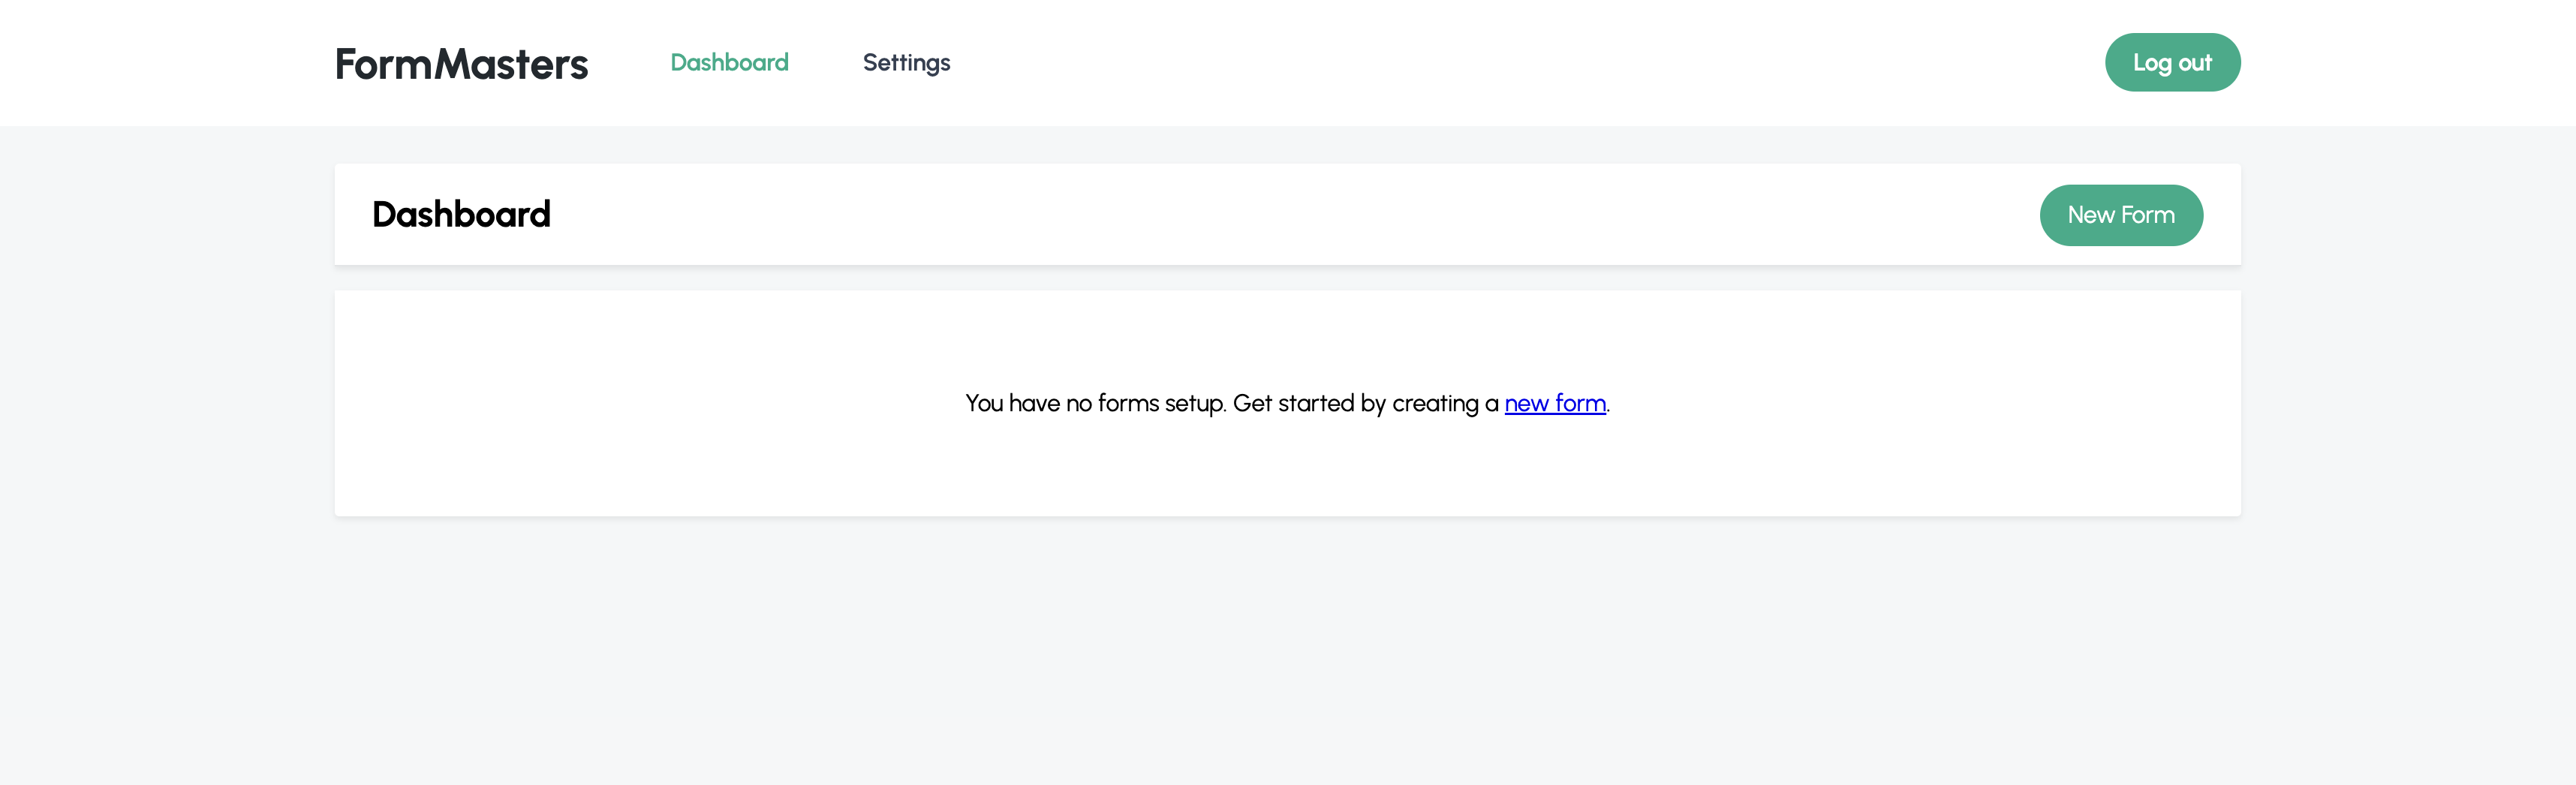 FormMasters Dashboard Settings Log out
Dashboard New Form
You have no forms setup. Get started by creating a new form.